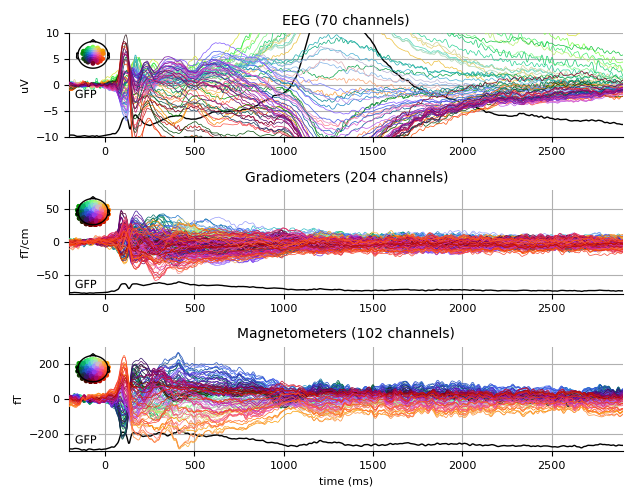 EEG (70 channels)
10
5
0
−5
−10
uV
GFP
0 500 1000 1500 2000 2500
Gradiometers (204 channels)
50
0
−50
fT/cm
GFP
0 500 1000 1500 2000 2500
Magnetometers (102 channels)
200
0
−200
fT
GFP
0 500 1000 1500 2000 2500
time (ms)